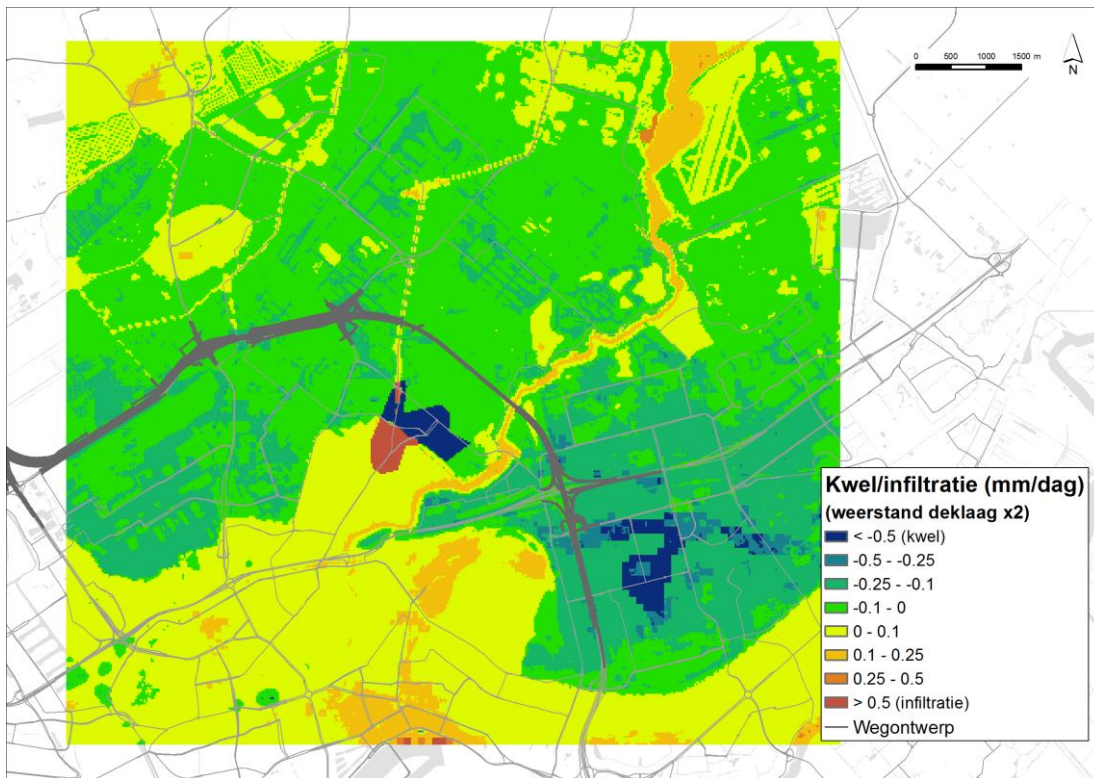 0 500 1000 1500 m
N
Kwel/infiltratie (mm/dag)
(weerstand deklaag x2)
< -0.5 (kwel)
-0.5 - -0.25
-0.25 - -0.1
-0.1 - 0
0 - 0.1
0.1 - 0.25
0.25 - 0.5
> 0.5 (infiltratie)
Wegontwerp